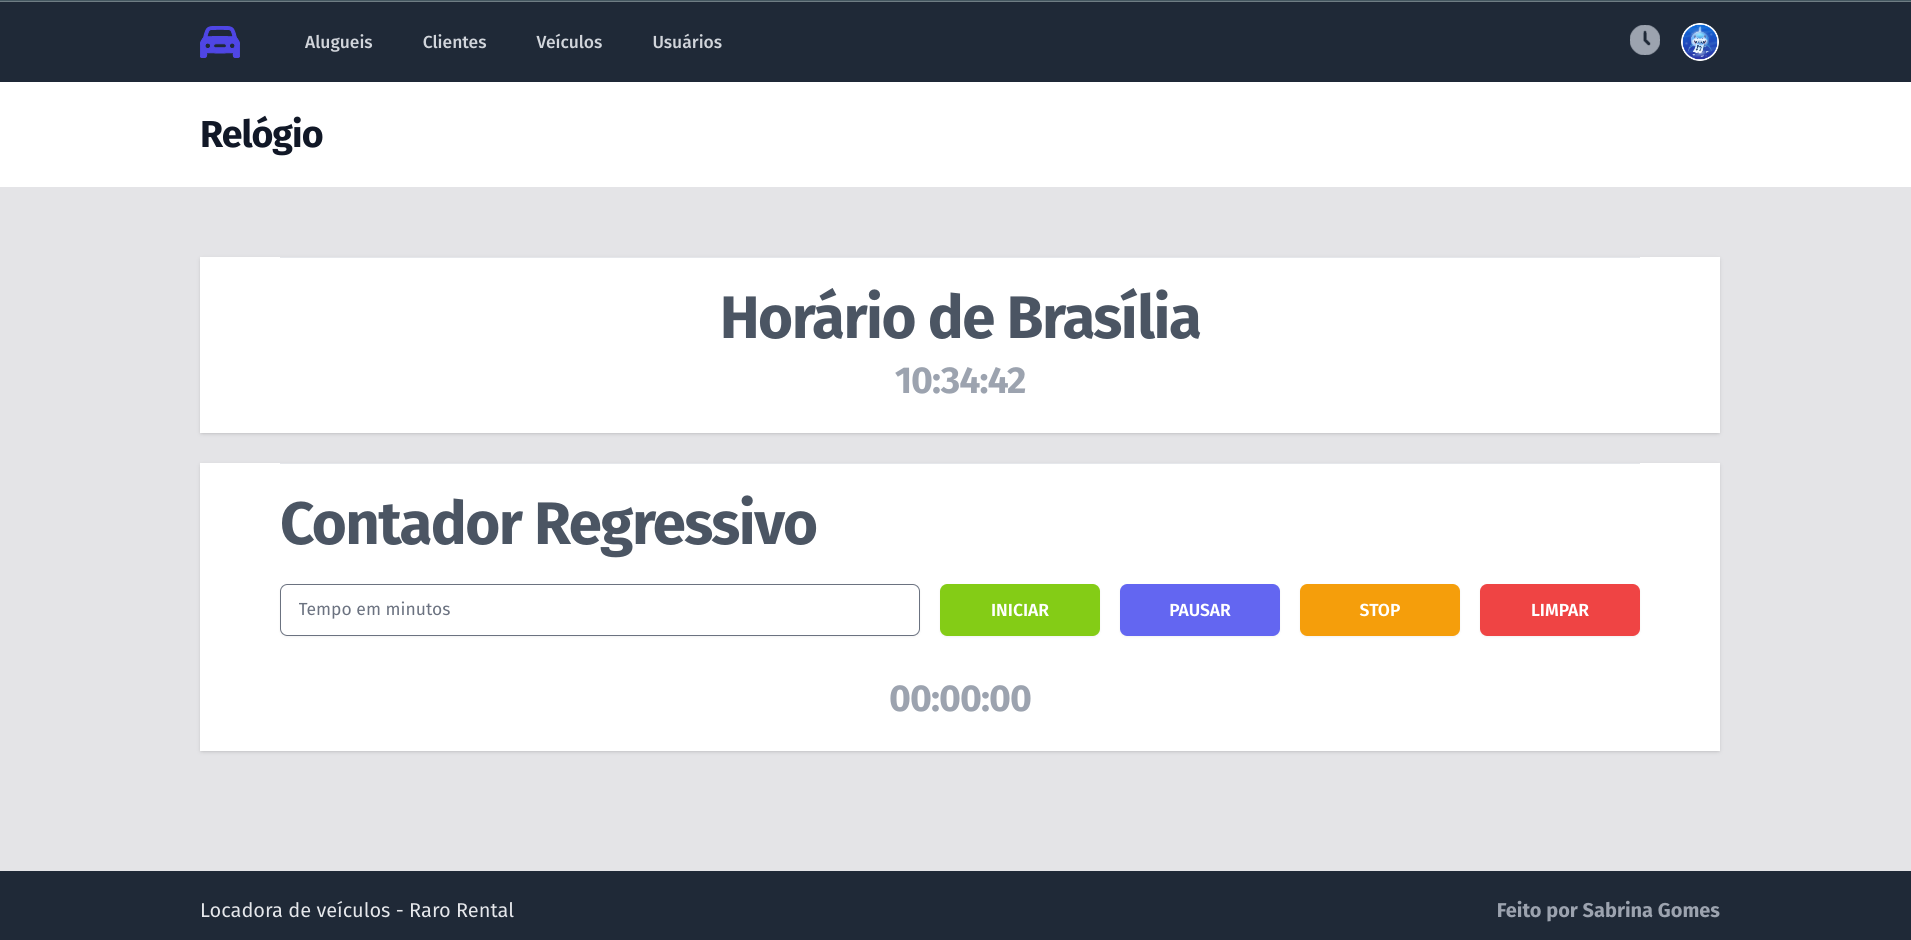 Alugueis Clientes Veículos Usuários
Relógio
Horário de Brasília
10:34:42
Contador Regressivo
Tempo em minutos INICIAR PAUSAR STOP LIMPAR
00:00:00
Locadora de veículos - Raro Rental Feito por Sabrina Gomes